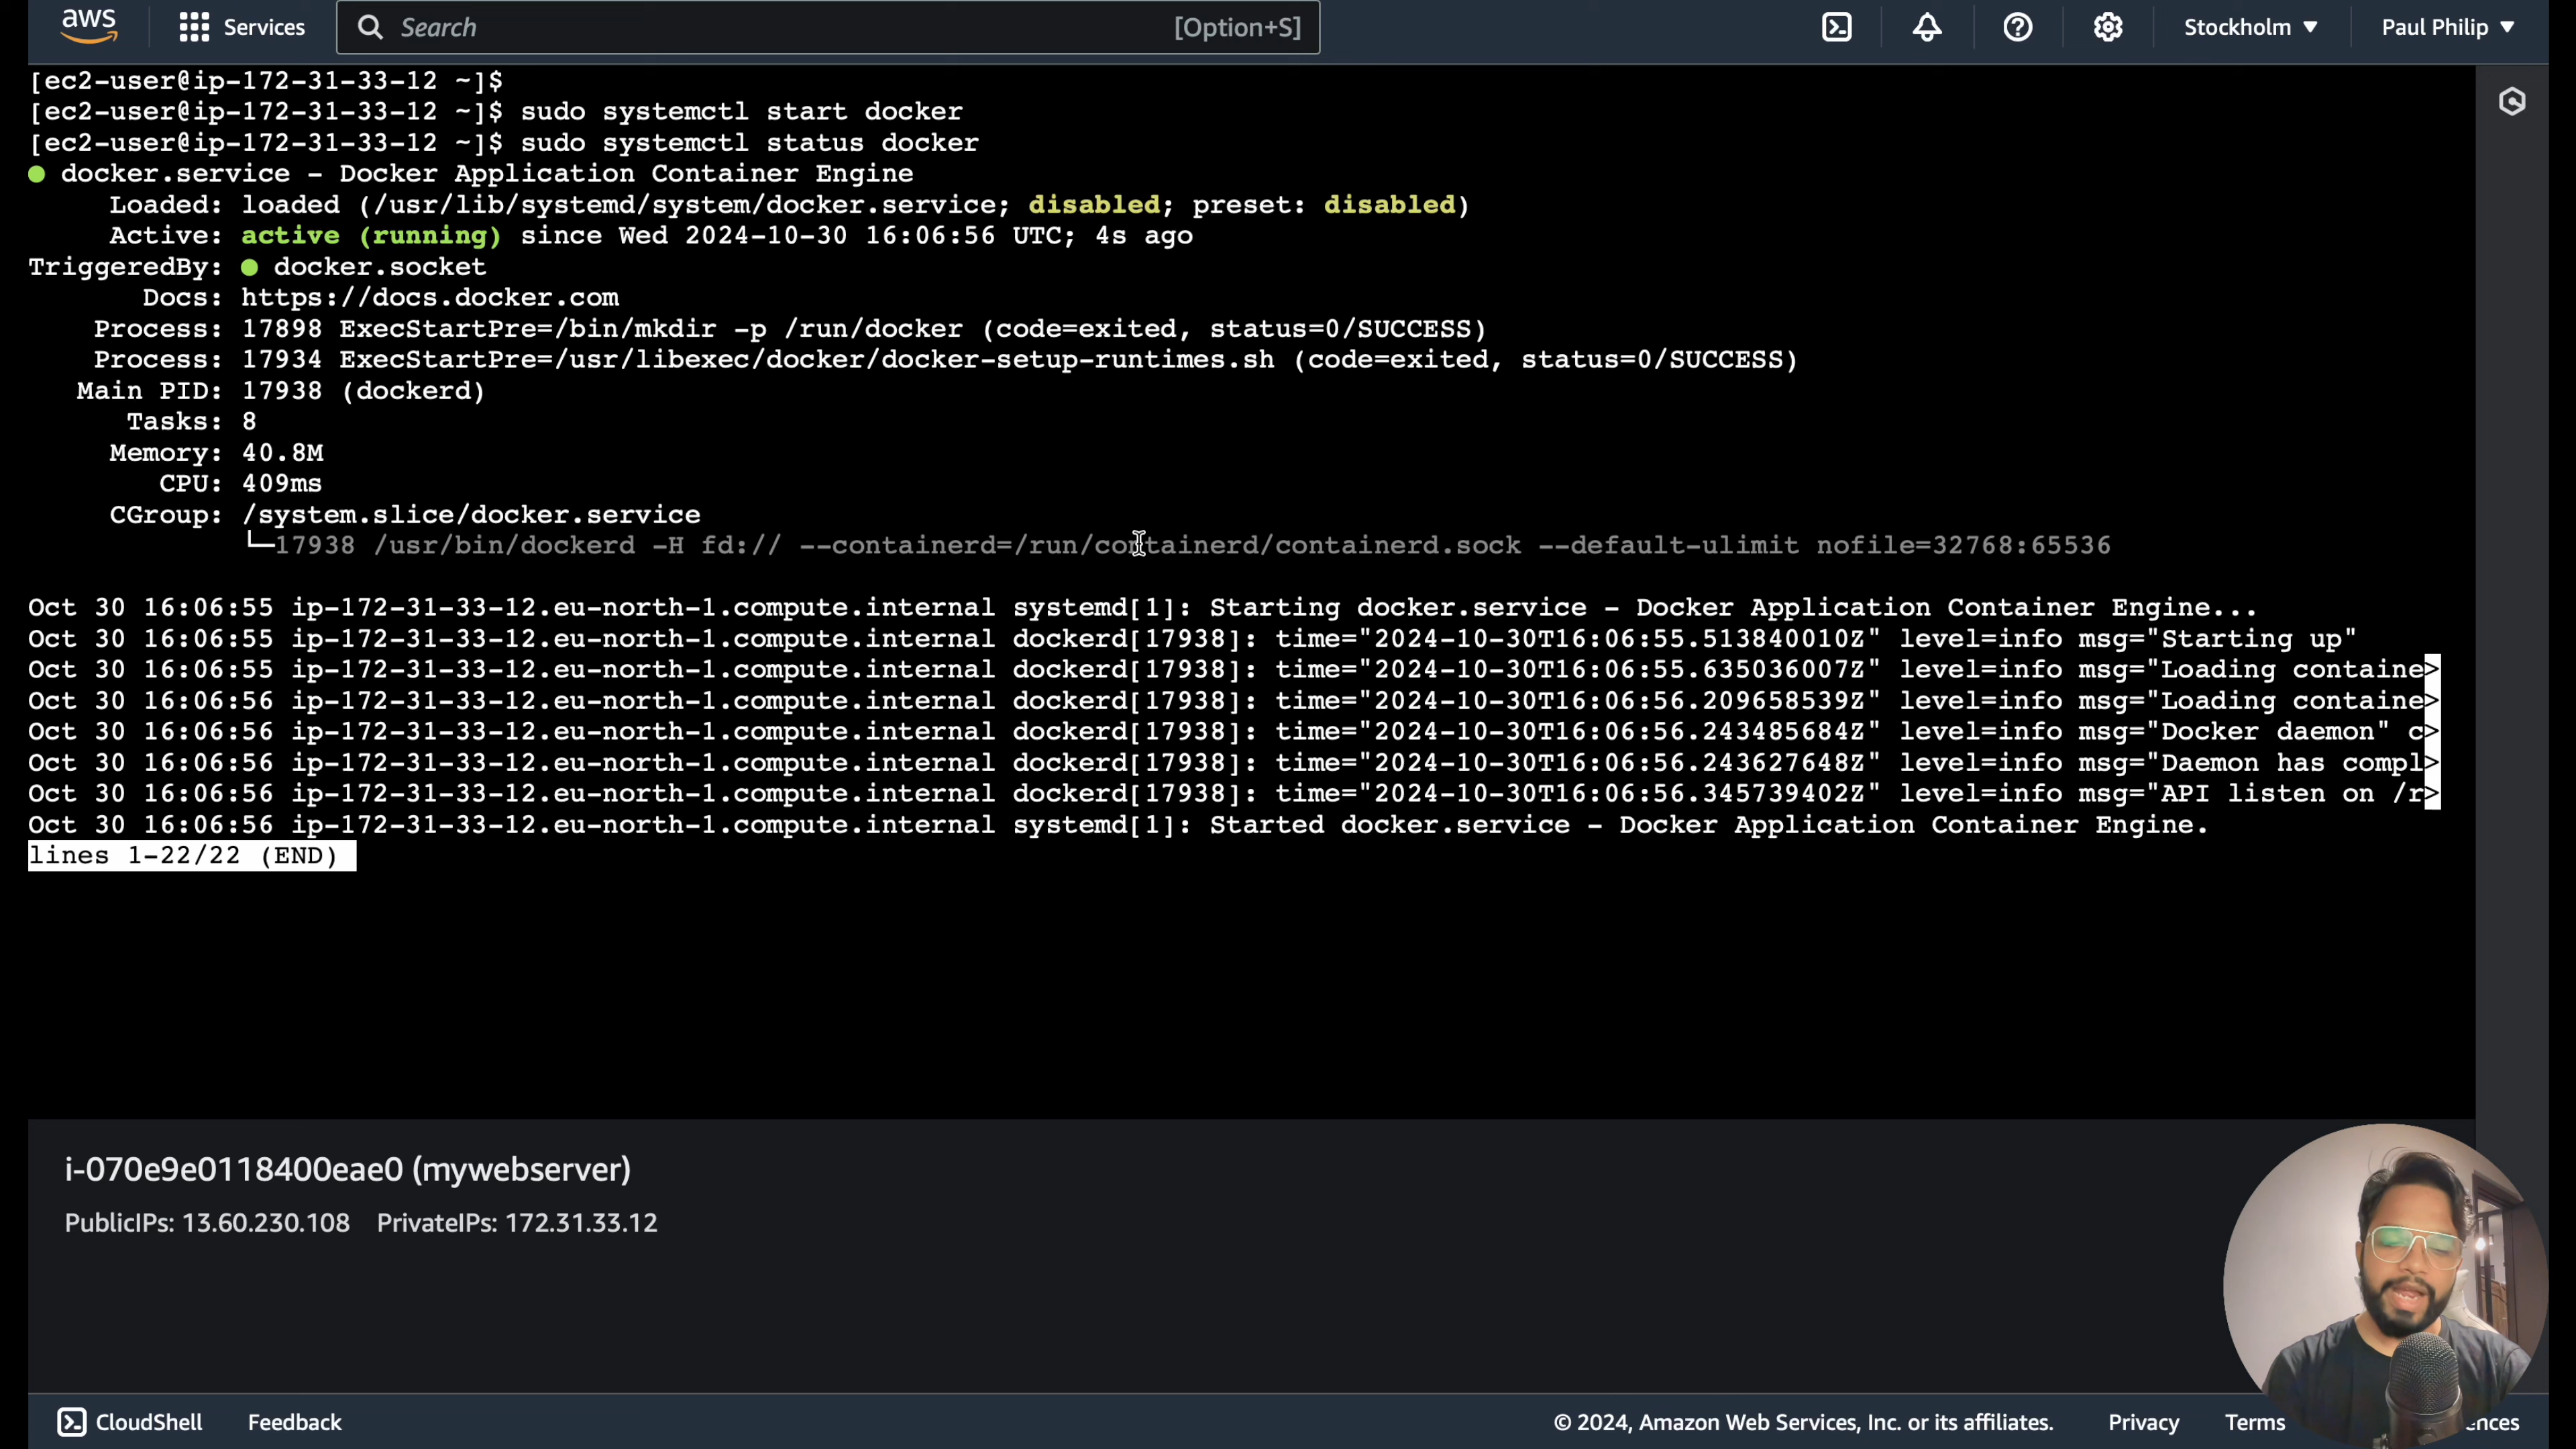 aws
Services
Search
[Option+S]
Stockholm ▼
Paul Philip ▼
[ec2-user@ip-172-31-33-12 ~]$
[ec2-user@ip-172-31-33-12 ~]$ sudo systemctl start docker
[ec2-user@ip-172-31-33-12 ~]$ sudo systemctl status docker
● docker.service - Docker Application Container Engine
Loaded: loaded (/usr/lib/systemd/system/docker.service; disabled; preset: disabled)
Active: active (running) since Wed 2024-10-30 16:06:56 UTC; 4s ago
TriggeredBy: ● docker.socket
Docs: https://docs.docker.com
Process: 17898 ExecStartPre=/bin/mkdir -p /run/docker (code=exited, status=0/SUCCESS)
Process: 17934 ExecStartPre=/usr/libexec/docker/docker-setup-runtimes.sh (code=exited, status=0/SUCCESS)
Main PID: 17938 (dockerd)
Tasks: 8
Memory: 40.8M
CPU: 409ms
CGroup: /system.slice/docker.service
└─17938 /usr/bin/dockerd -H fd:// --containerd=/run/containerd/containerd.sock --default-ulimit nofile=32768:65536
Oct 30 16:06:55 ip-172-31-33-12.eu-north-1.compute.internal systemd[1]: Starting docker.service - Docker Application Container Engine...
Oct 30 16:06:55 ip-172-31-33-12.eu-north-1.compute.internal dockerd[17938]: time="2024-10-30T16:06:55.513840010Z" level=info msg="Starting up"
Oct 30 16:06:55 ip-172-31-33-12.eu-north-1.compute.internal dockerd[17938]: time="2024-10-30T16:06:55.635036007Z" level=info msg="Loading containe>
Oct 30 16:06:56 ip-172-31-33-12.eu-north-1.compute.internal dockerd[17938]: time="2024-10-30T16:06:56.209658539Z" level=info msg="Loading containe>
Oct 30 16:06:56 ip-172-31-33-12.eu-north-1.compute.internal dockerd[17938]: time="2024-10-30T16:06:56.243485684Z" level=info msg="Docker daemon" c>
Oct 30 16:06:56 ip-172-31-33-12.eu-north-1.compute.internal dockerd[17938]: time="2024-10-30T16:06:56.243627648Z" level=info msg="Daemon has compl>
Oct 30 16:06:56 ip-172-31-33-12.eu-north-1.compute.internal dockerd[17938]: time="2024-10-30T16:06:56.345739402Z" level=info msg="API listen on /r>
Oct 30 16:06:56 ip-172-31-33-12.eu-north-1.compute.internal systemd[1]: Started docker.service - Docker Application Container Engine.
lines 1-22/22 (END)
i-070e9e0118400eae0 (mywebserver)
PublicIPs: 13.60.230.108 PrivateIPs: 172.31.33.12
CloudShell
Feedback
© 2024, Amazon Web Services, Inc. or its affiliates.
Privacy
Terms
ences